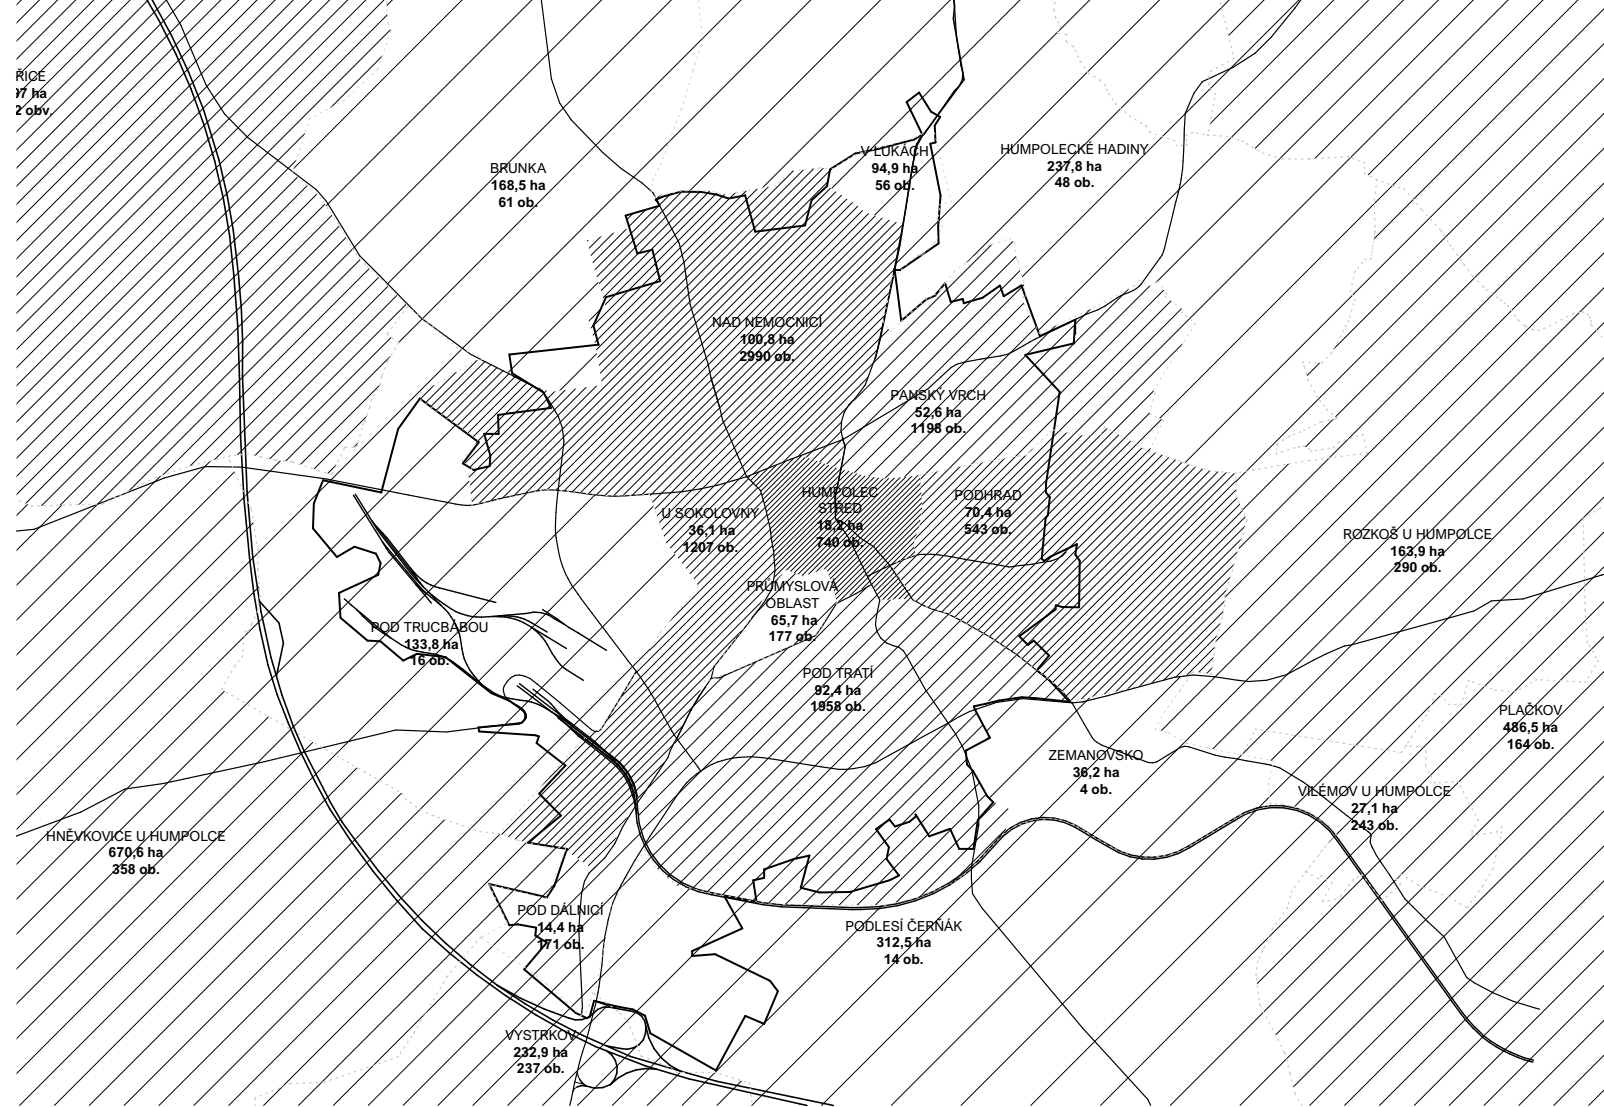 ŘICE
97 ha
2 obv.
BRUNKA
168,5 ha
61 ob.
V LUKÁCH
94,9 ha
56 ob.
HUMPOLECKÉ HADINY
237,8 ha
48 ob.
NAD NEMOCNICÍ
100,8 ha
2990 ob.
PANSKÝ VRCH
52,6 ha
1198 ob.
HUMPOLEC
STŘED
18,2 ha
740 ob.
PODHRAD
70,4 ha
543 ob.
U SOKOLOVNY
36,1 ha
1207 ob.
ROZKOŠ U HUMPOLCE
163,9 ha
290 ob.
PRŮMYSLOVÁ
OBLAST
65,7 ha
177 ob.
POD TRUCBÁBOU
133,8 ha
16 ob.
POD TRATÍ
92,4 ha
1958 ob.
PLAČKOV
486,5 ha
164 ob.
ZEMANOVSKO
36,2 ha
4 ob.
VILÉMOV U HUMPOLCE
27,1 ha
243 ob.
HNĚVKOVICE U HUMPOLCE
670,6 ha
358 ob.
POD DÁLNICÍ
14,4 ha
171 ob.
PODLESÍ ČERŇÁK
312,5 ha
14 ob.
VYSTRKOV
232,9 ha
237 ob.